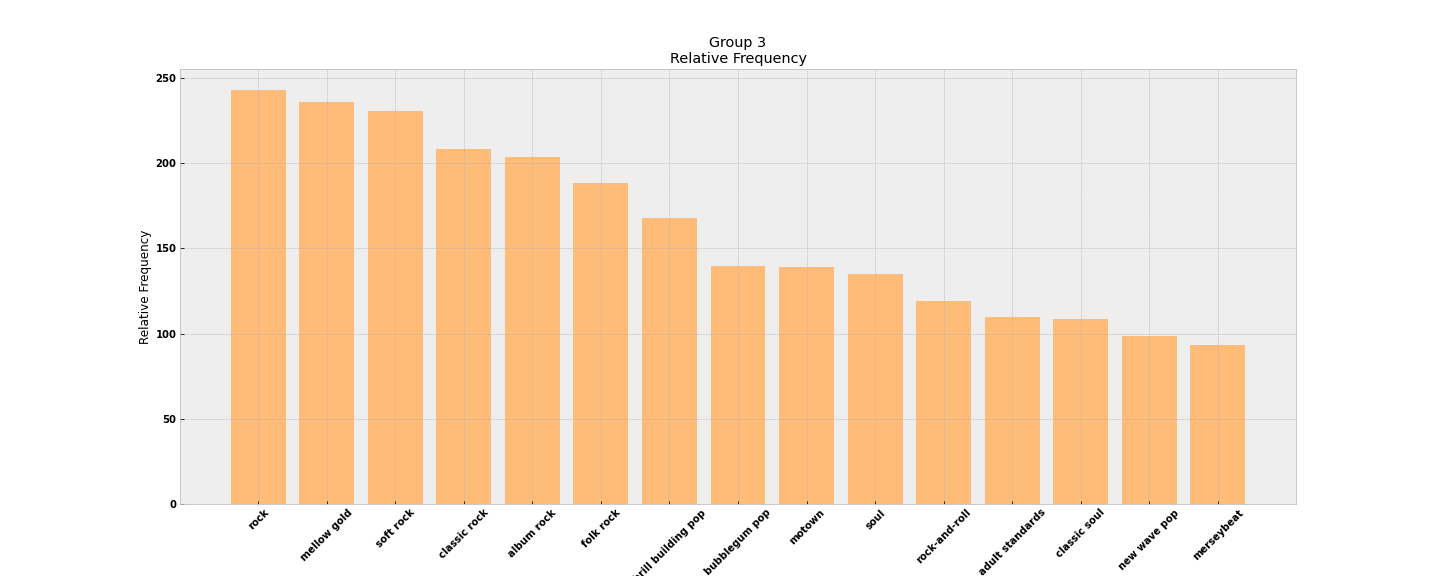 Group 3
Relative Frequency
Relative Frequency
250
200
150
100
50
0
rock
mellow gold
soft rock
classic rock
album rock
folk rock
building pop
bubblegum pop
motown
soul
rock-and-roll
adult standards
classic soul
new wave pop
merseybeat